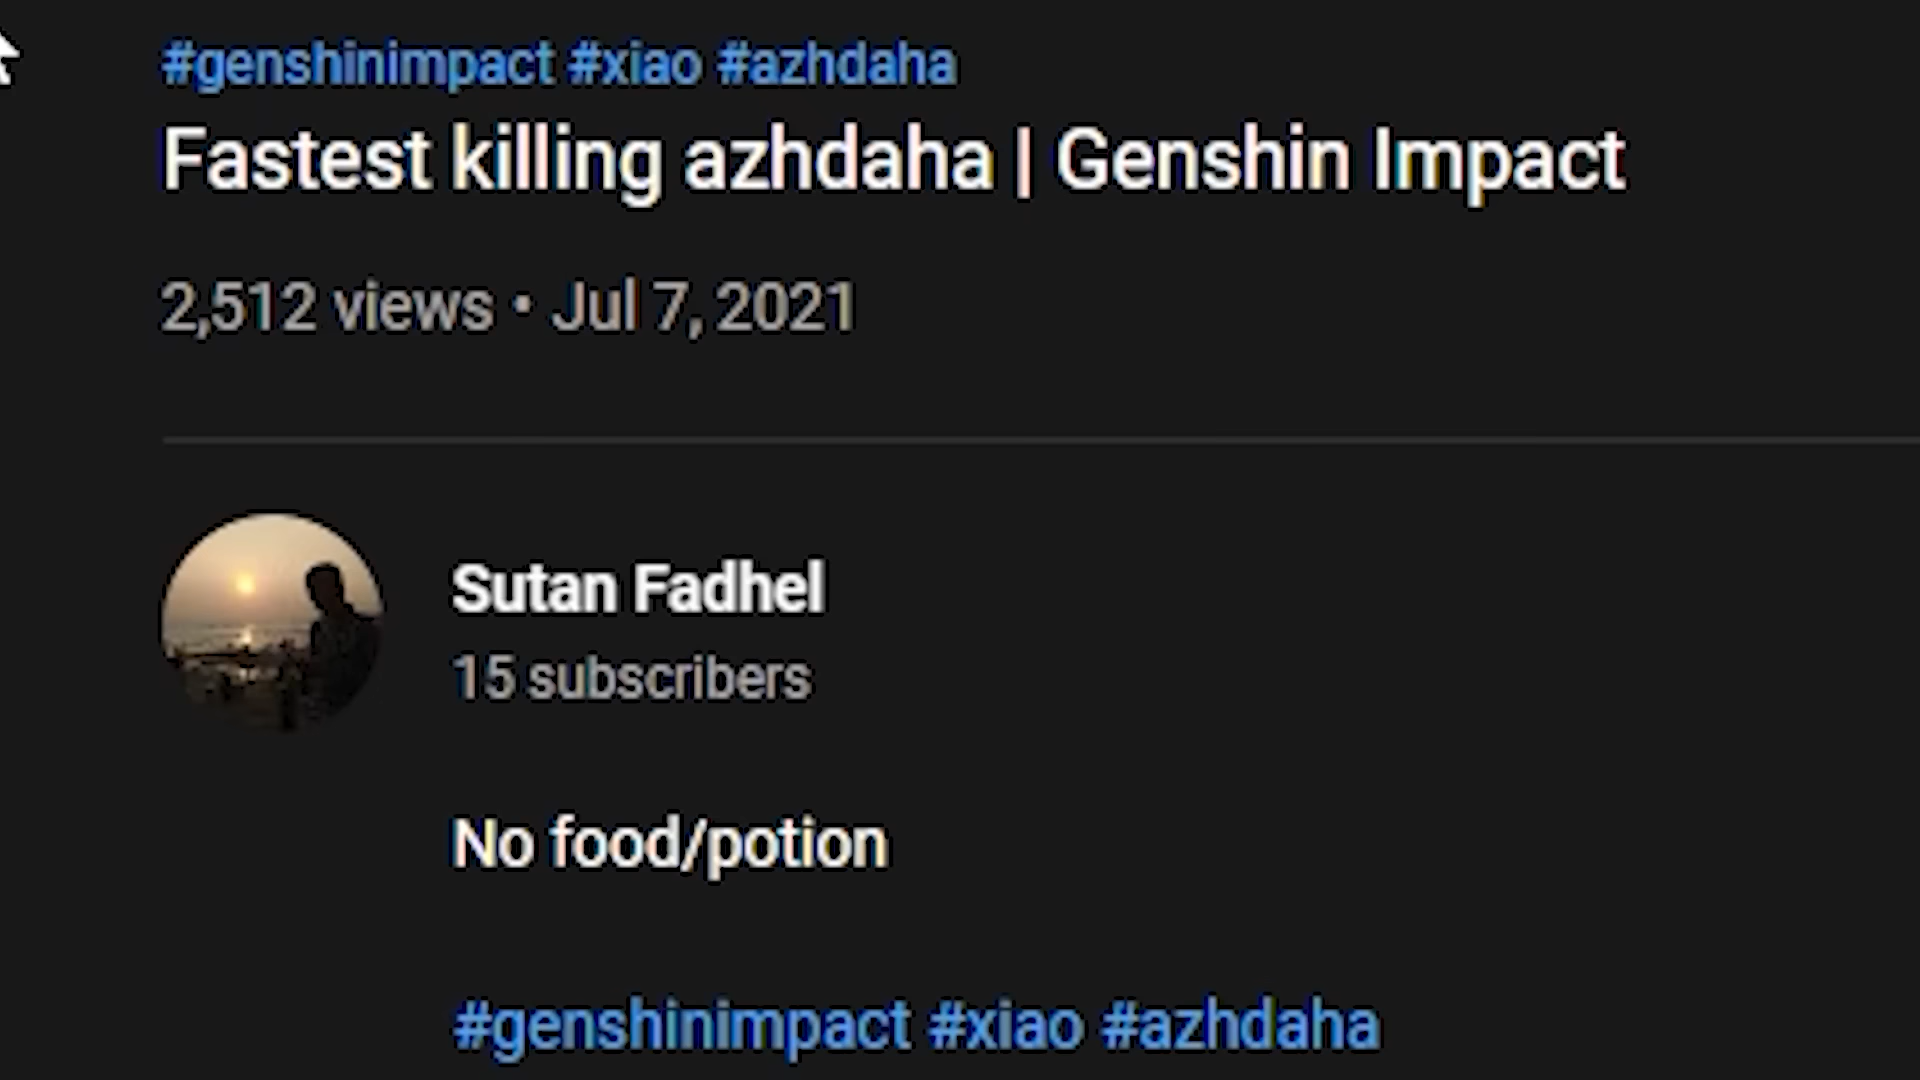 #genshinimpact #xiao #azhdaha
Fastest killing azhdaha | Genshin Impact
2,512 views • Jul 7, 2021
Sutan Fadhel
15 subscribers
No food/potion
#genshinimpact #xiao #azhdaha